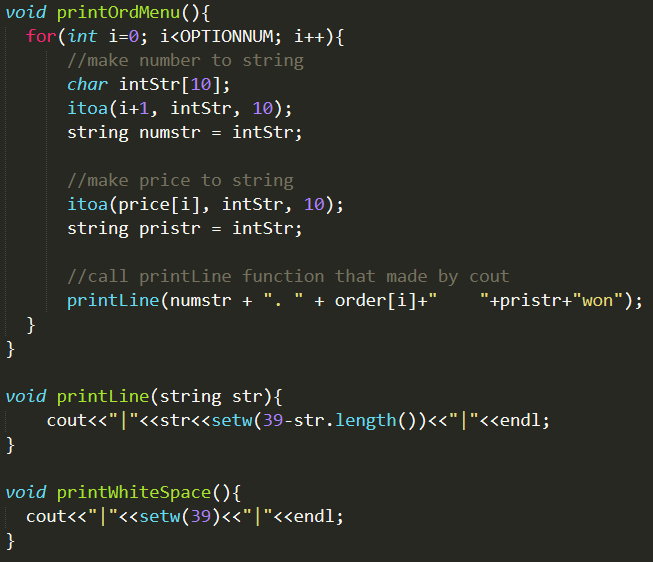 void printOrdMenu(){
for(int i=0; i<OPTIONNUM; i++){
//make number to string
char intStr[10];
itoa(i+1, intStr, 10);
string numstr = intStr;
//make price to string
itoa(price[i], intStr, 10);
string pristr = intStr;
//call printLine function that made by cout
printLine(numstr + ". " + order[i]+"    "+pristr+"won");
}
}
void printLine(string str){
cout<<"|"<<str<<setw(39-str.length())<<"|"<<endl;
}
void printWhiteSpace(){
cout<<"|"<<setw(39)<<"|"<<endl;
}